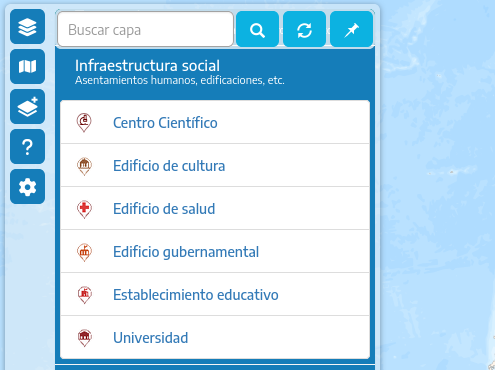 Buscar capa
Infraestructura social
Asentamientos humanos, edificaciones, etc.
Centro Científico
Edificio de cultura
Edificio de salud
Edificio gubernamental
Establecimiento educativo
Universidad